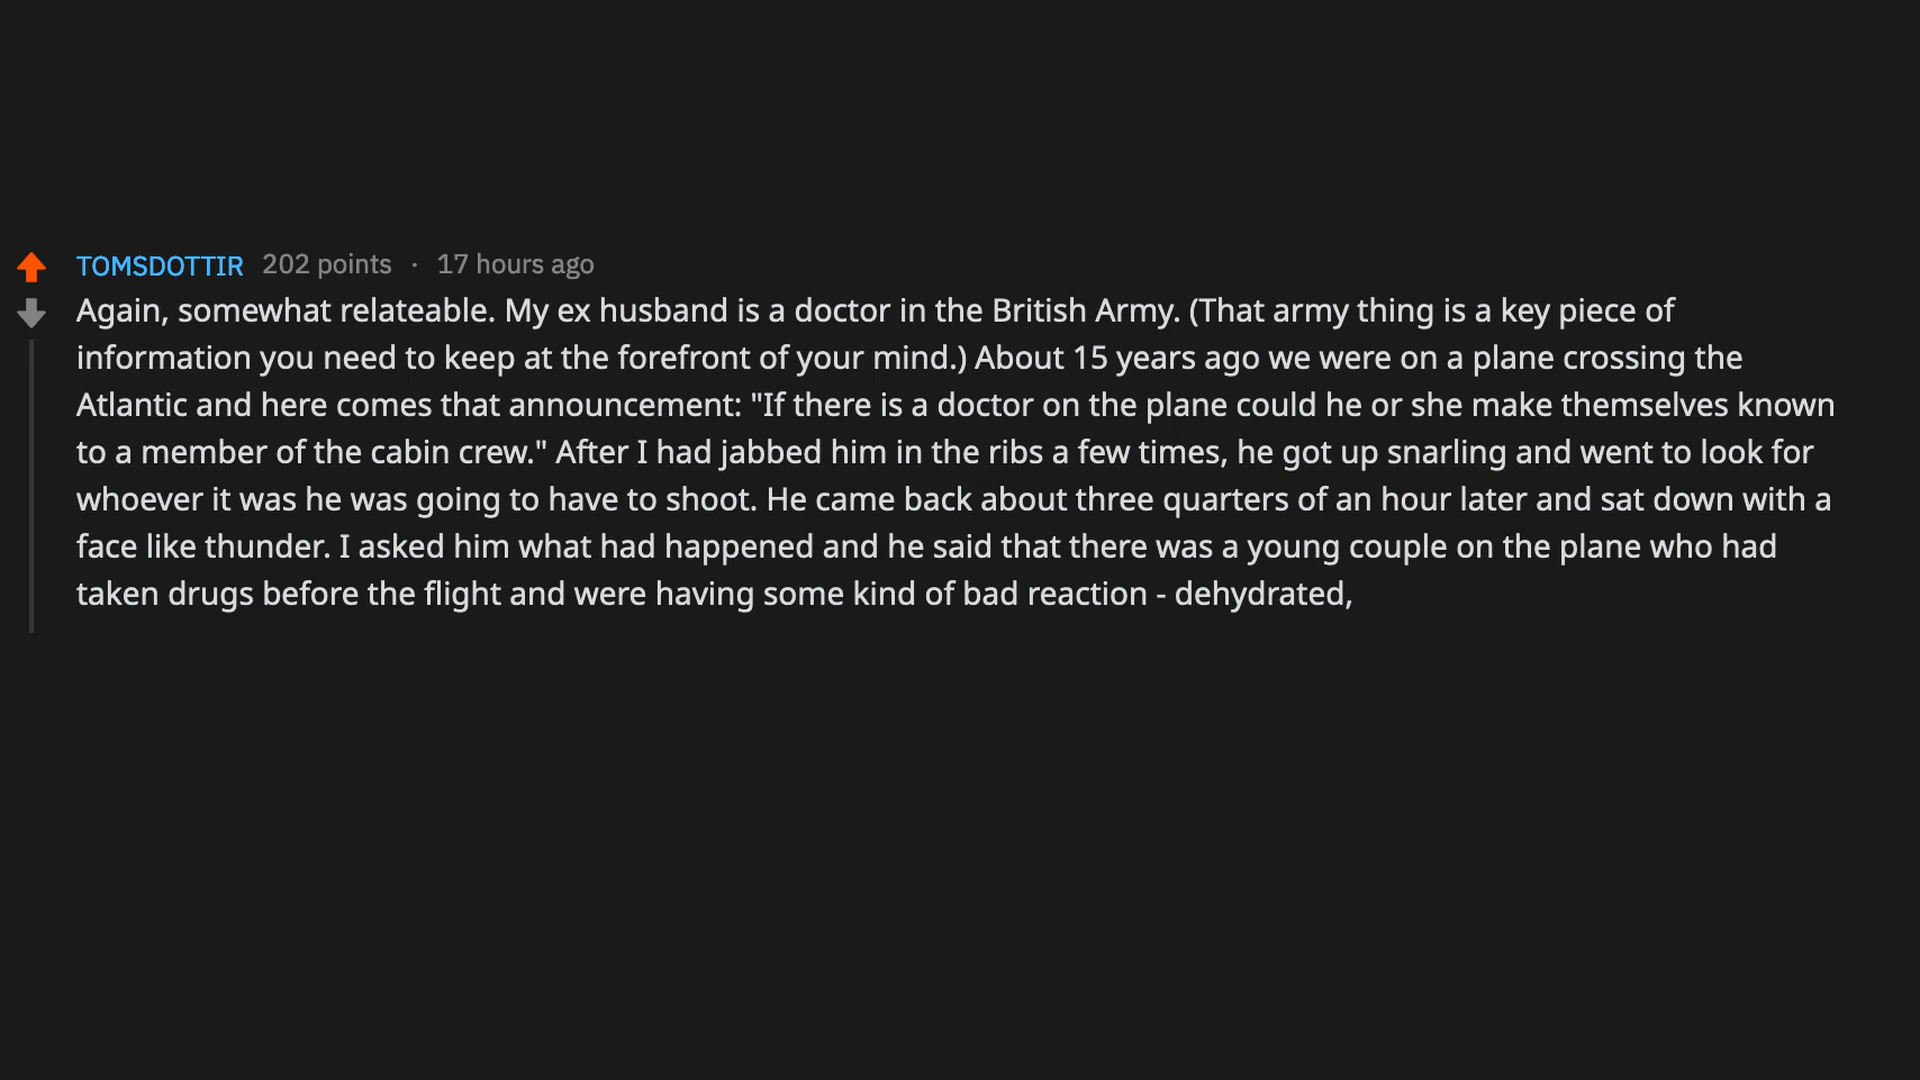 TOMSDOTTIR 202 points · 17 hours ago
Again, somewhat relateable. My ex husband is a doctor in the British Army. (That army thing is a key piece of
information you need to keep at the forefront of your mind.) About 15 years ago we were on a plane crossing the
Atlantic and here comes that announcement: "If there is a doctor on the plane could he or she make themselves known
to a member of the cabin crew." After I had jabbed him in the ribs a few times, he got up snarling and went to look for
whoever it was he was going to have to shoot. He came back about three quarters of an hour later and sat down with a
face like thunder. I asked him what had happened and he said that there was a young couple on the plane who had
taken drugs before the flight and were having some kind of bad reaction - dehydrated,